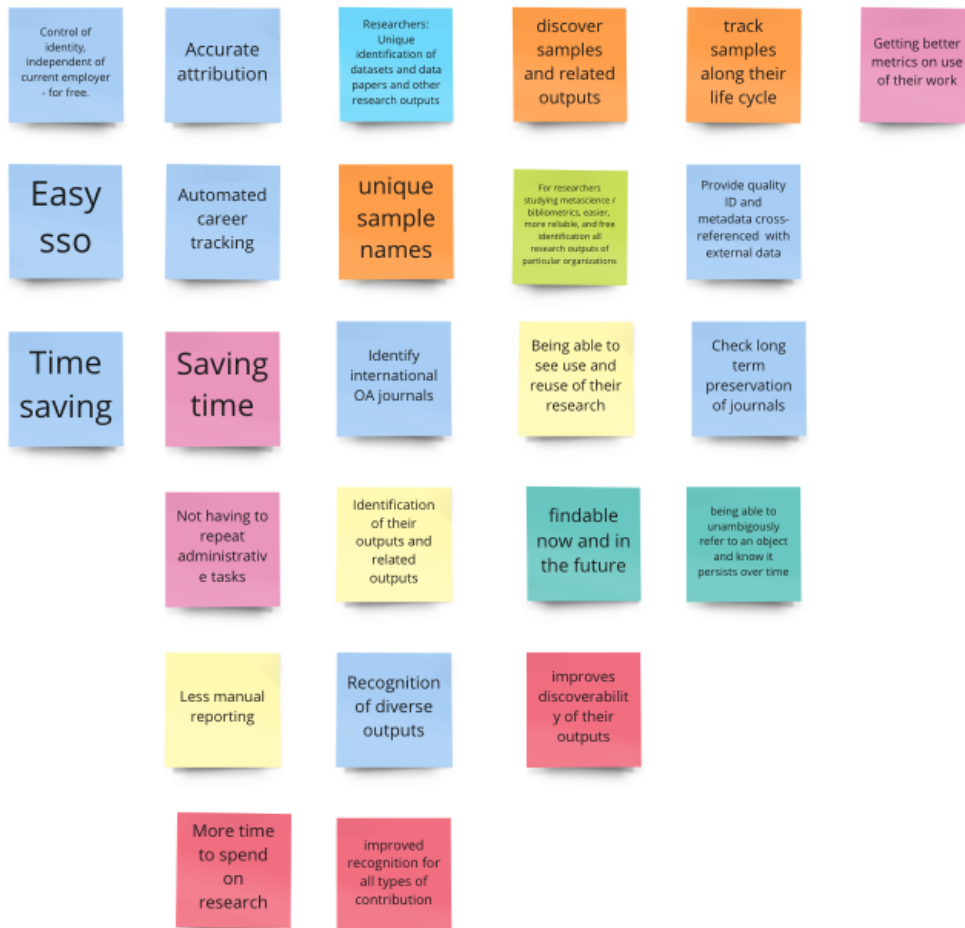 Control of
identity,
independent of
current employer
- for free.
Accurate
attribution
Researchers:
Unique
identification of
datasets and data
papers and other
research outputs
discover
samples
and related
outputs
track
samples
along their
life cycle
Getting better
metrics on use
of their work
Easy
sso
Automated
career
tracking
unique
sample
names
For researchers
studying metascience /
bibliometrics, easier,
more reliable, and free
identification all
research outputs of
particular organizations
Provide quality
ID and
metadata cross-
referenced with
external data
Time
saving
Saving
time
Identify
international
OA journals
Being able to
see use and
reuse of their
research
Check long
term
preservation
of journals
Not having to
repeat
administrativ
e tasks
Identification
of their
outputs and
related
outputs
findable
now and in
the future
being able to
unambigously
refer to an object
and know it
persists over time
Less manual
reporting
Recognition
of diverse
outputs
improves
discoverabilit
y of their
outputs
More time
to spend
on
research
improved
recognition for
all types of
contribution